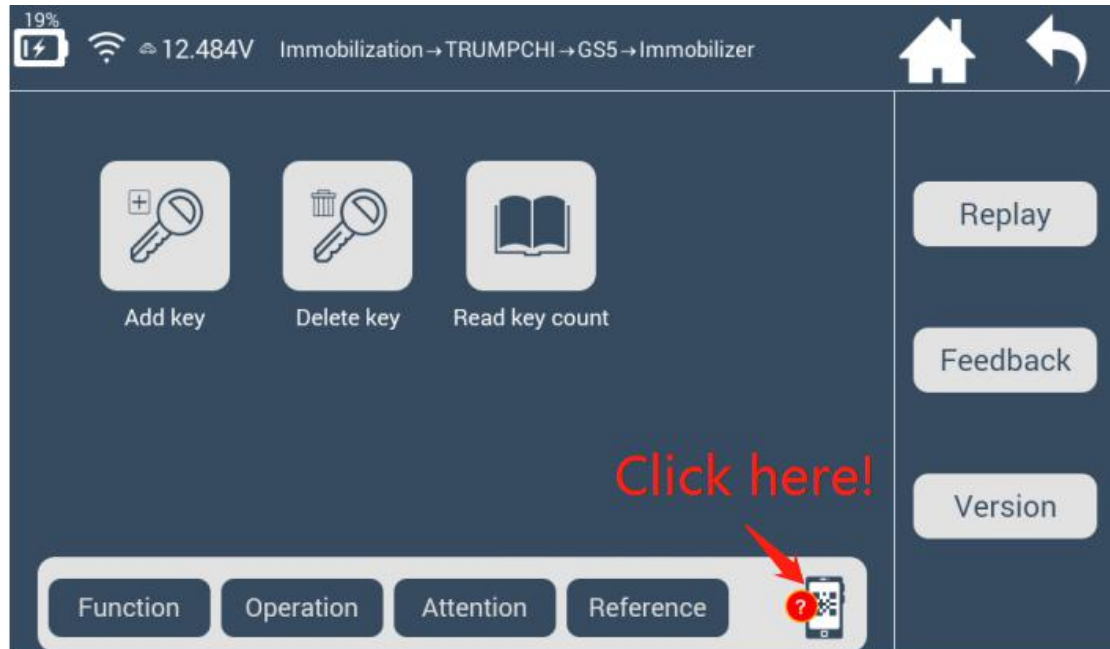 19%
12.484V Immobilization→TRUMPCHI→GS5→Immobilizer
Add key Delete key Read key count
Replay
Feedback
Click here!
Version
Function Operation Attention Reference
?